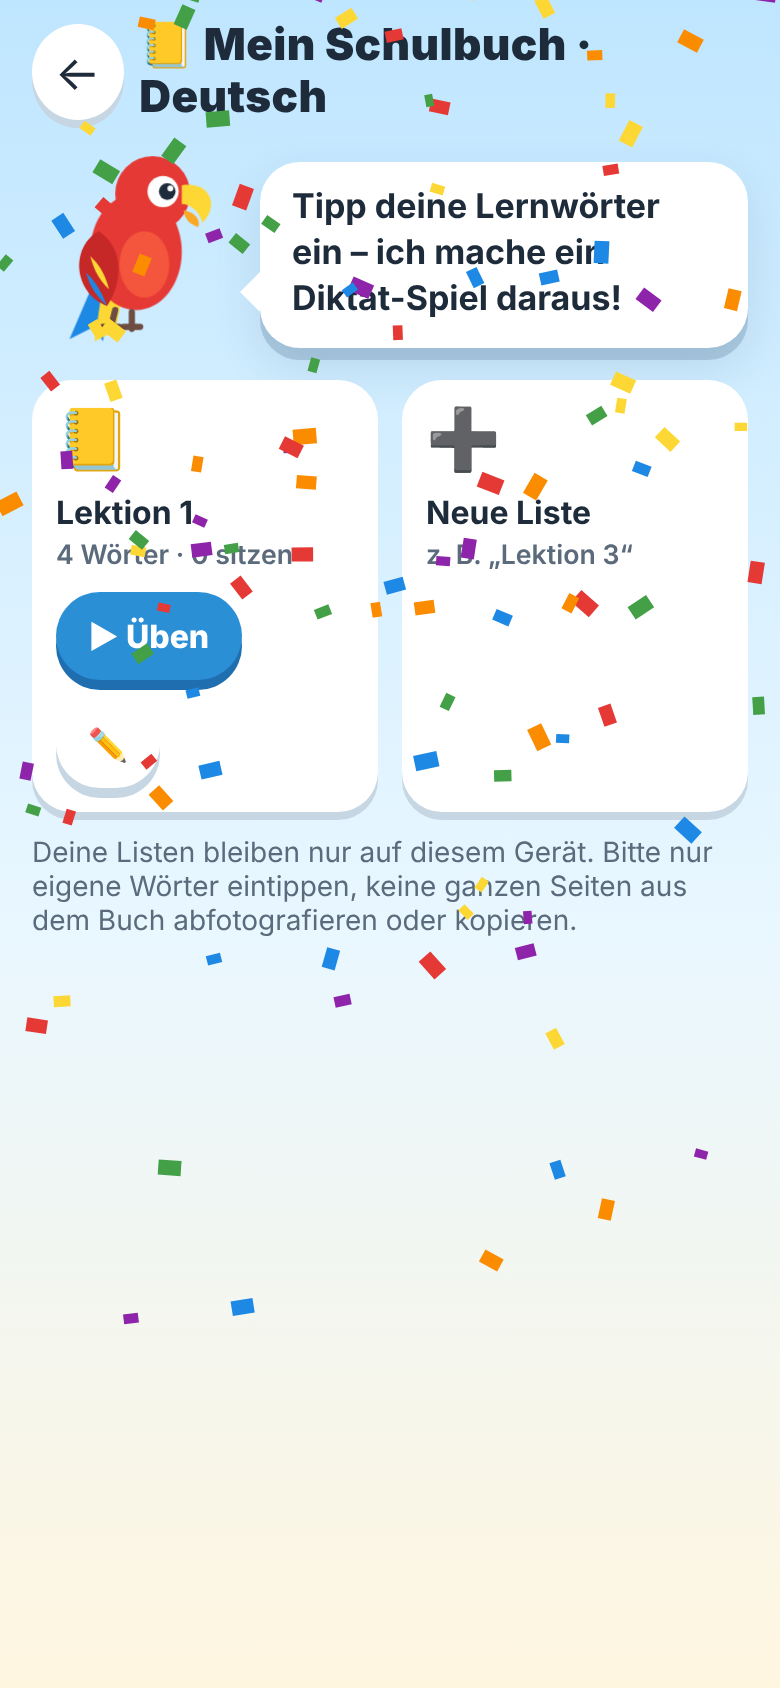 Mein Schulbuch ·
Deutsch
Tipp deine Lernwörter
ein – ich mache ein
Diktat-Spiel daraus!
Lektion 1
4 Wörter · 0 sitzen
Üben
Neue Liste
z. B. „Lektion 3“
Deine Listen bleiben nur auf diesem Gerät. Bitte nur
eigene Wörter eintippen, keine ganzen Seiten aus
dem Buch abfotografieren oder kopieren.